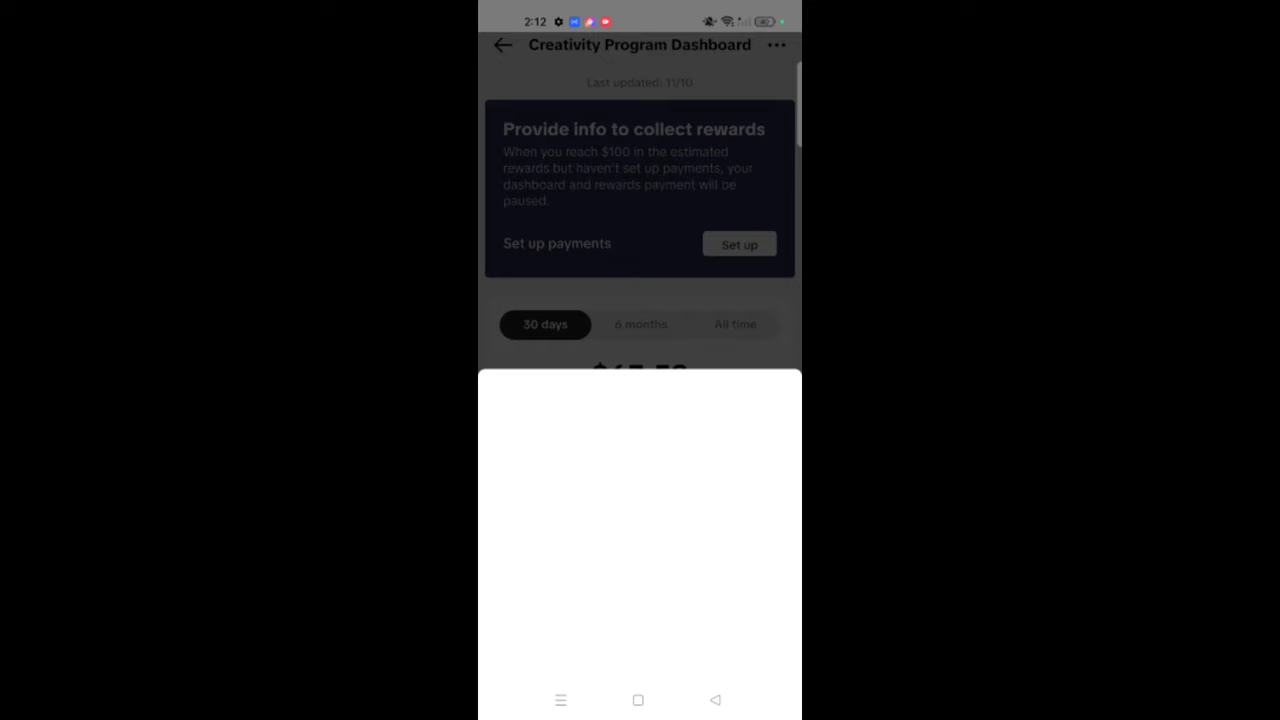 2:12
Creativity Program Dashboard
Last updated: 11/10
Provide info to collect rewards
When you reach $100 in the estimated
rewards but haven't set up payments, your
dashboard and rewards payment will be
paused.
Set up payments
Set up
30 days
6 months
All time